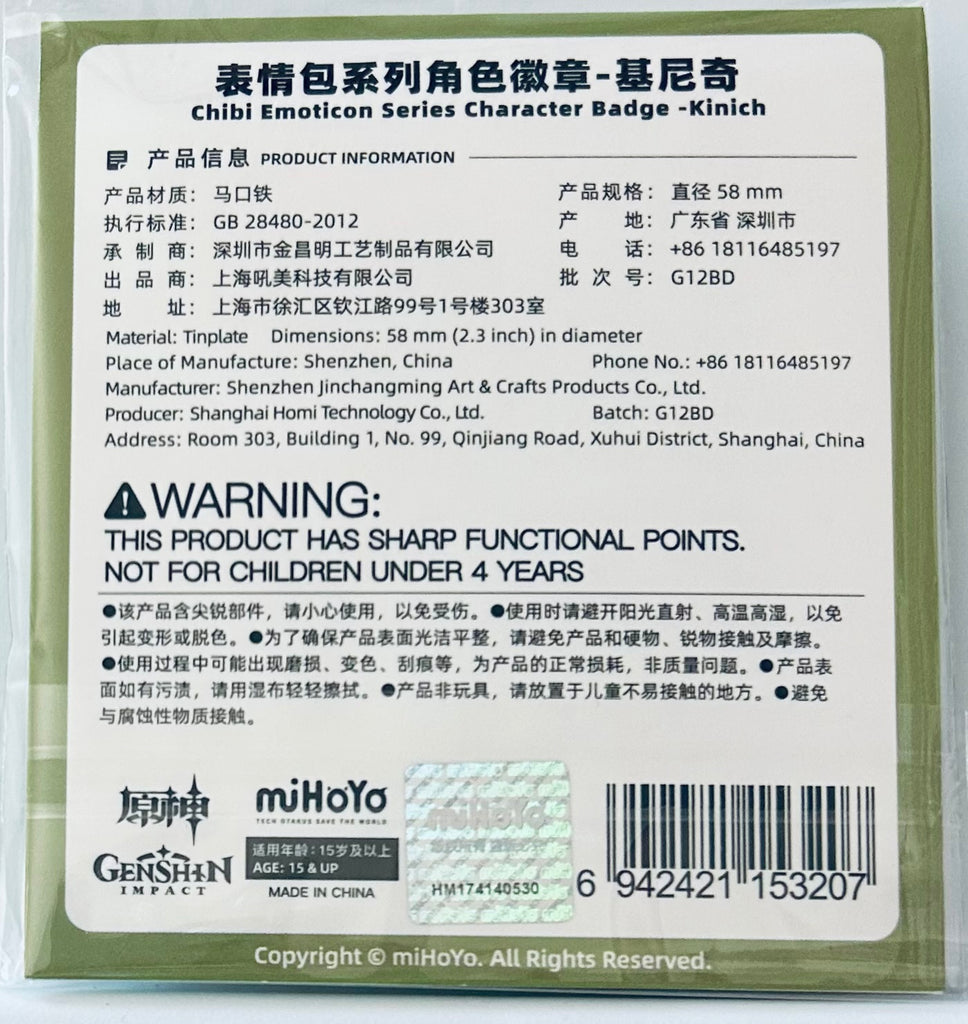 表情包系列角色徽章-基尼奇
Chibi Emoticon Series Character Badge -Kinich
产品信息 PRODUCT INFORMATION
产品材质：马口铁 产品规格：直径 58 mm
执行标准：GB 28480-2012 产 地：广东省 深圳市
承 制 商：深圳市金昌明工艺制品有限公司 电 话：+86 18116485197
出 品 商：上海吼美科技有限公司 批 次 号：G12BD
地 址：上海市徐汇区钦江路99号1号楼303室
Material: Tinplate Dimensions: 58 mm (2.3 inch) in diameter
Place of Manufacture: Shenzhen, China Phone No.: +86 18116485197
Manufacturer: Shenzhen Jinchangming Art & Crafts Products Co., Ltd.
Producer: Shanghai Homi Technology Co., Ltd. Batch: G12BD
Address: Room 303, Building 1, No. 99, Qinjiang Road, Xuhui District, Shanghai, China
WARNING:
THIS PRODUCT HAS SHARP FUNCTIONAL POINTS.
NOT FOR CHILDREN UNDER 4 YEARS
●该产品含尖锐部件，请小心使用，以免受伤。●使用时请避开阳光直射、高温高湿，以免
引起变形或脱色。●为了确保产品表面光洁平整，请避免产品和硬物、锐物接触及摩擦。
●使用过程中可能出现磨损、变色、刮痕等，为产品的正常损耗，非质量问题。●产品表
面如有污渍，请用湿布轻轻擦拭。●产品非玩具，请放置于儿童不易接触的地方。●避免
与腐蚀性物质接触。
原神
GENSHIN
IMPACT
miHoYo
TECH OTAKUS SAVE THE WORLD
适用年龄：15岁及以上
AGE: 15 & UP
MADE IN CHINA
miHoYo
HM174140530
6 942421 153207
Copyright © miHoYo. All Rights Reserved.